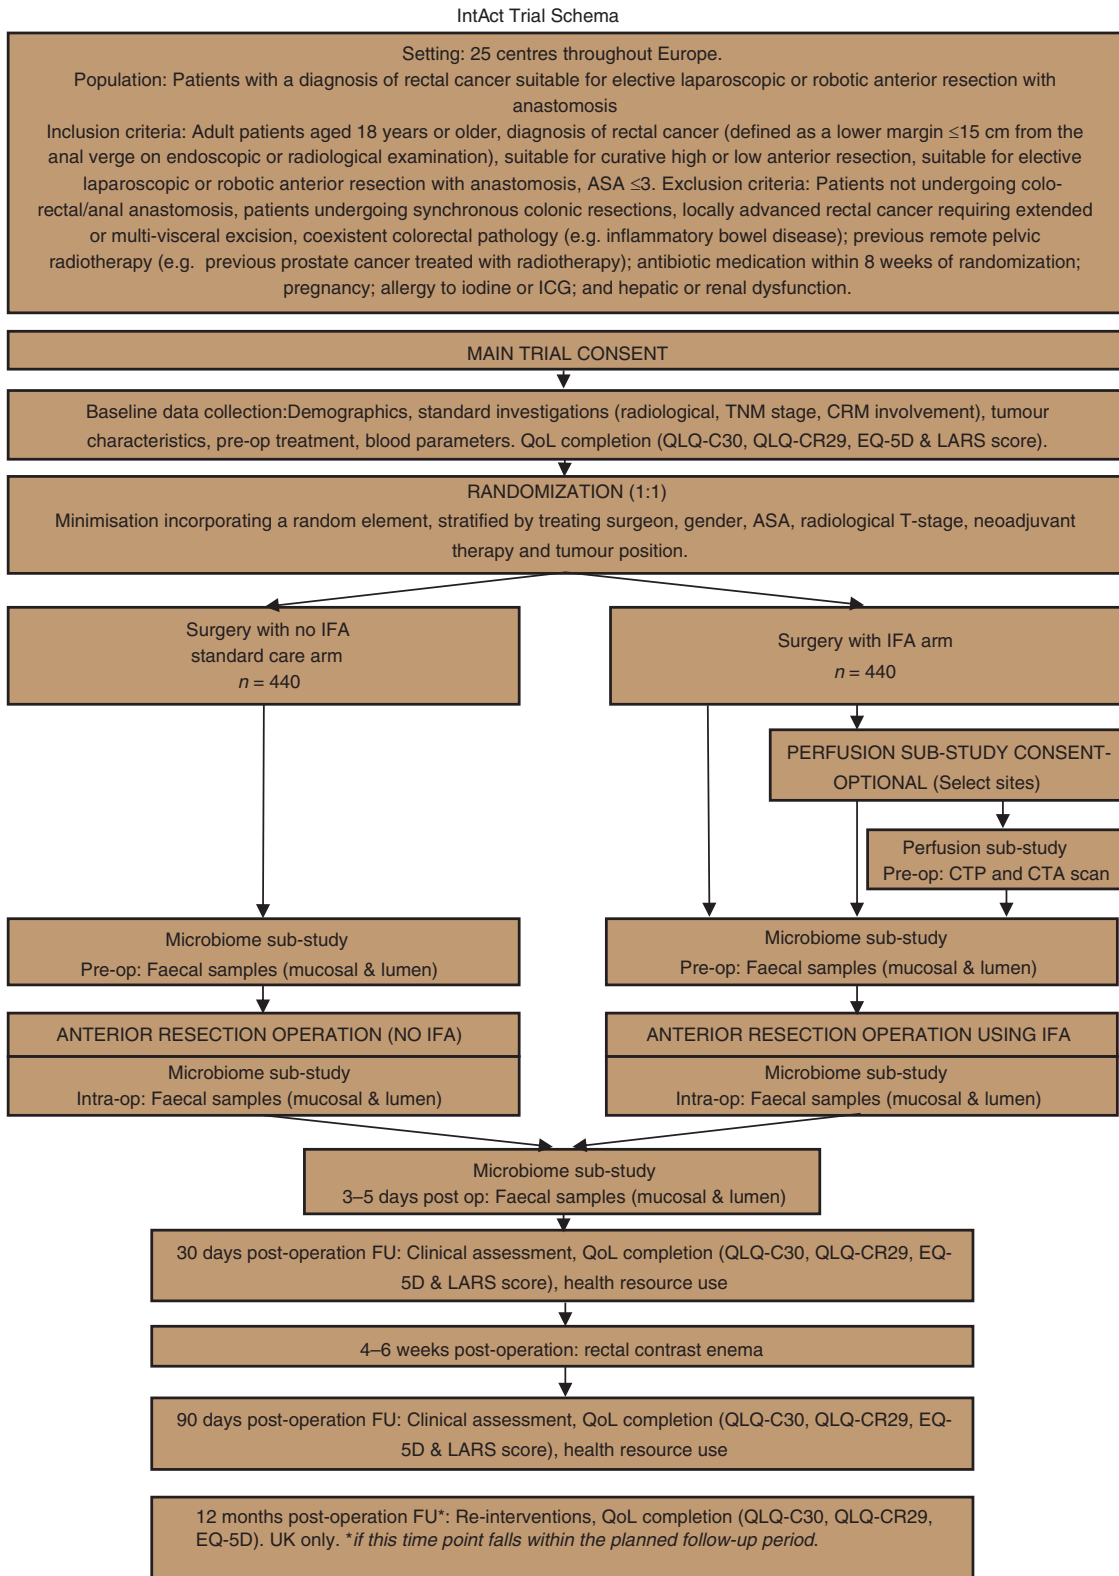 IntAct Trial Schema
Setting: 25 centres throughout Europe.
Population: Patients with a diagnosis of rectal cancer suitable for elective laparoscopic or robotic anterior resection with
anastomosis
Inclusion criteria: Adult patients aged 18 years or older, diagnosis of rectal cancer (defined as a lower margin ≤15 cm from the
anal verge on endoscopic or radiological examination), suitable for curative high or low anterior resection, suitable for elective
laparoscopic or robotic anterior resection with anastomosis, ASA ≤3. Exclusion criteria: Patients not undergoing colo-
rectal/anal anastomosis, patients undergoing synchronous colonic resections, locally advanced rectal cancer requiring extended
or multi-visceral excision, coexistent colorectal pathology (e.g. inflammatory bowel disease); previous remote pelvic
radiotherapy (e.g. previous prostate cancer treated with radiotherapy); antibiotic medication within 8 weeks of randomization;
pregnancy; allergy to iodine or ICG; and hepatic or renal dysfunction.
MAIN TRIAL CONSENT
Baseline data collection:Demographics, standard investigations (radiological, TNM stage, CRM involvement), tumour
characteristics, pre-op treatment, blood parameters. QoL completion (QLQ-C30, QLQ-CR29, EQ-5D & LARS score).
RANDOMIZATION (1:1)
Minimisation incorporating a random element, stratified by treating surgeon, gender, ASA, radiological T-stage, neoadjuvant
therapy and tumour position.
Surgery with no IFA
standard care arm
n = 440
Surgery with IFA arm
n = 440
PERFUSION SUB-STUDY CONSENT-
OPTIONAL (Select sites)
Perfusion sub-study
Pre-op: CTP and CTA scan
Microbiome sub-study
Pre-op: Faecal samples (mucosal & lumen)
Microbiome sub-study
Pre-op: Faecal samples (mucosal & lumen)
ANTERIOR RESECTION OPERATION (NO IFA)
Microbiome sub-study
Intra-op: Faecal samples (mucosal & lumen)
ANTERIOR RESECTION OPERATION USING IFA
Microbiome sub-study
Intra-op: Faecal samples (mucosal & lumen)
Microbiome sub-study
3–5 days post op: Faecal samples (mucosal & lumen)
30 days post-operation FU: Clinical assessment, QoL completion (QLQ-C30, QLQ-CR29, EQ-
5D & LARS score), health resource use
4–6 weeks post-operation: rectal contrast enema
90 days post-operation FU: Clinical assessment, QoL completion (QLQ-C30, QLQ-CR29, EQ-
5D & LARS score), health resource use
12 months post-operation FU*: Re-interventions, QoL completion (QLQ-C30, QLQ-CR29,
EQ-5D). UK only. *if this time point falls within the planned follow-up period.